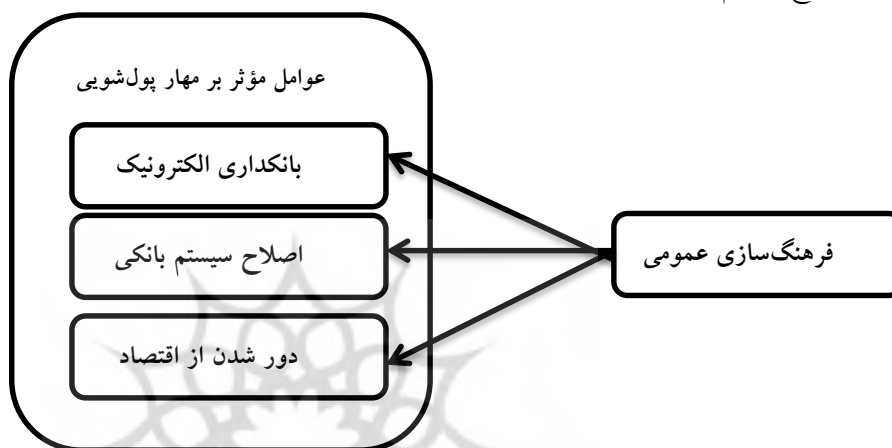 عوامل مؤثر بر مهار پول‌شویی
بانکداری الکترونیک
اصلاح سیستم بانکی
فرهنگ‌سازی عمومی
دور شدن از اقتصاد